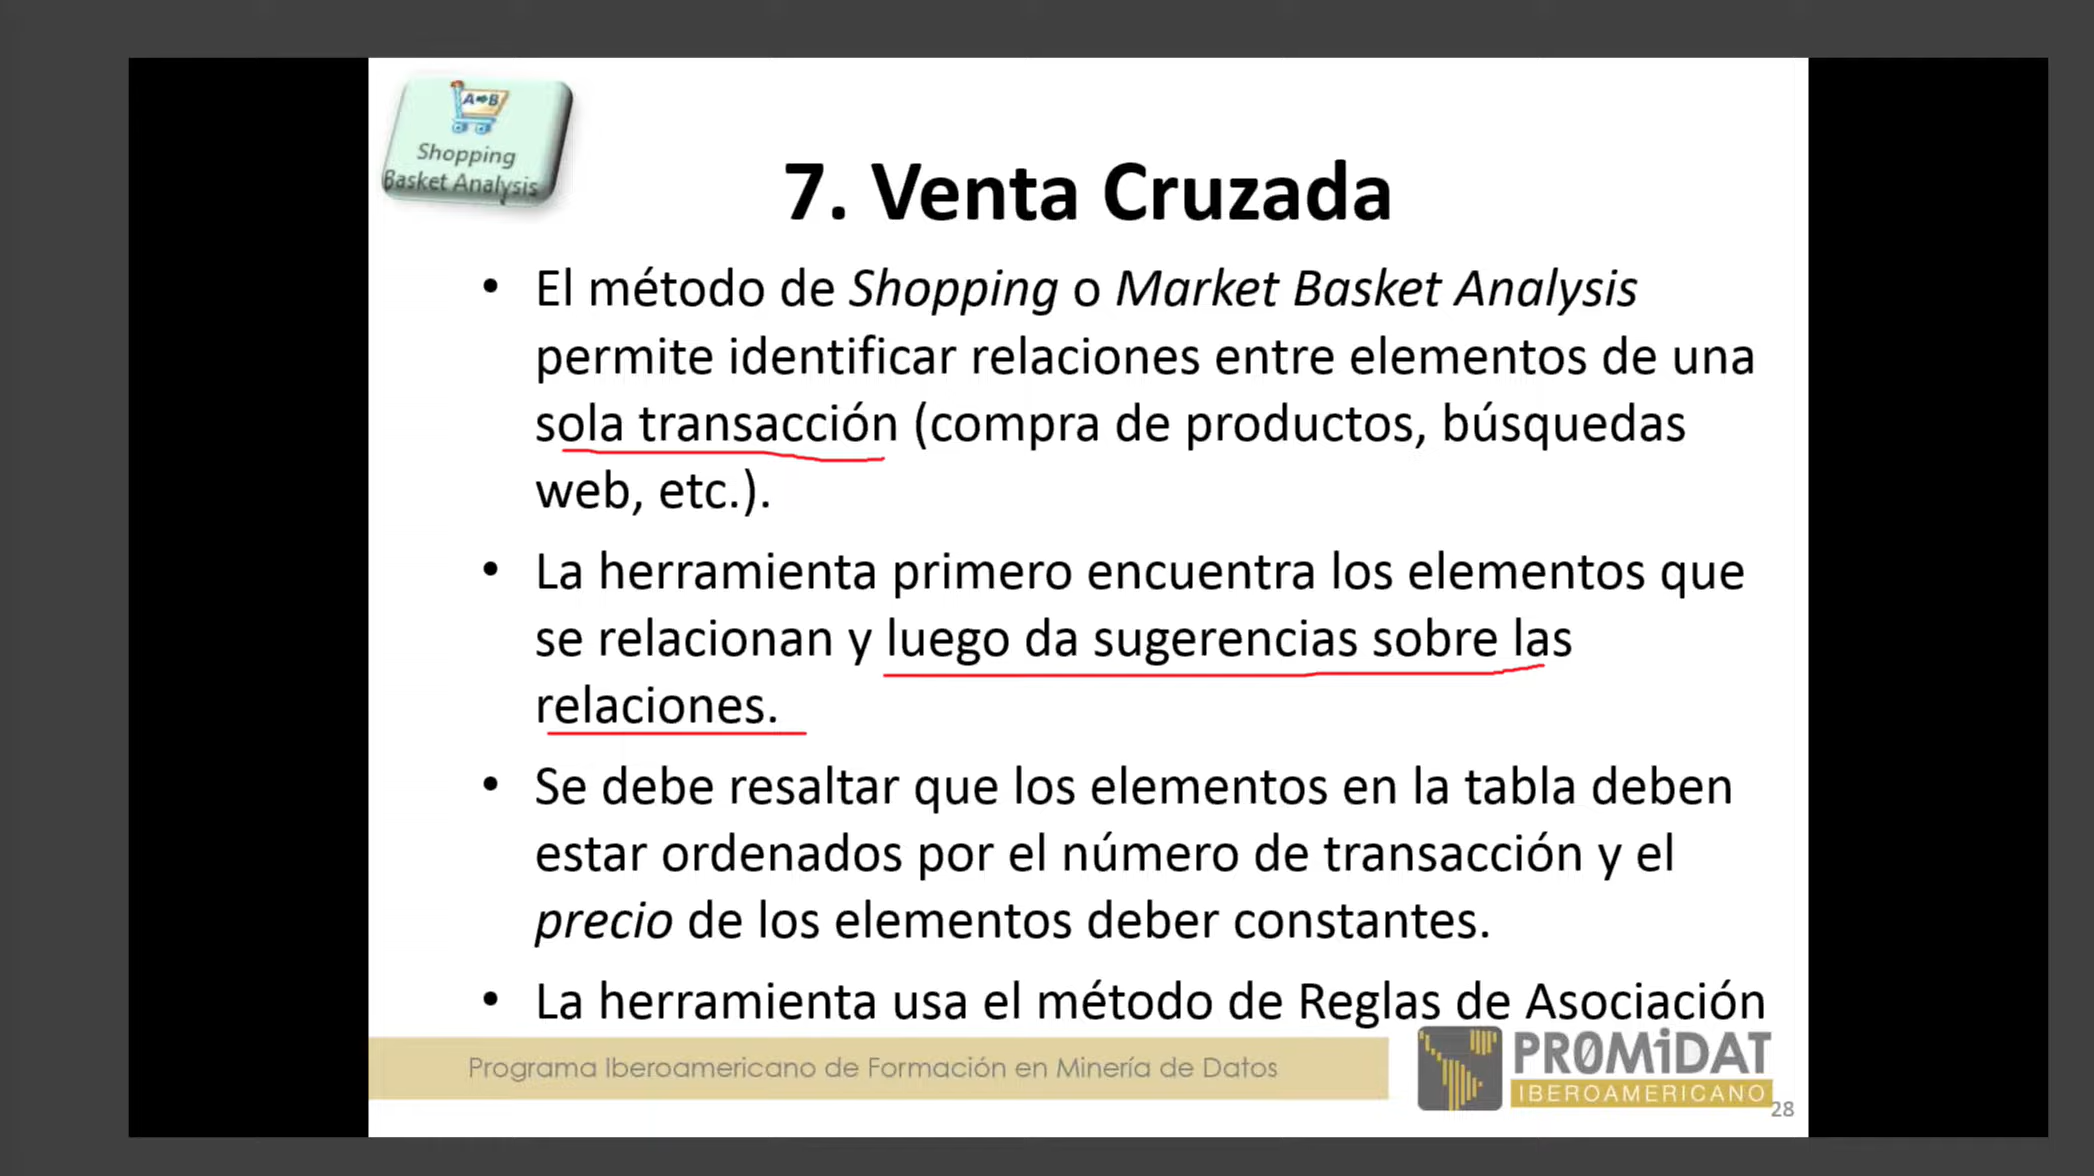 A➡B
Shopping
Basket Analysis
7. Venta Cruzada
• El método de Shopping o Market Basket Analysis
permite identificar relaciones entre elementos de una
sola transacción (compra de productos, búsquedas
web, etc.).
• La herramienta primero encuentra los elementos que
se relacionan y luego da sugerencias sobre las
relaciones.
• Se debe resaltar que los elementos en la tabla deben
estar ordenados por el número de transacción y el
precio de los elementos deber constantes.
• La herramienta usa el método de Reglas de Asociación
Programa Iberoamericano de Formación en Minería de Datos
PR0MiDAT
IBEROAMERICANO
28